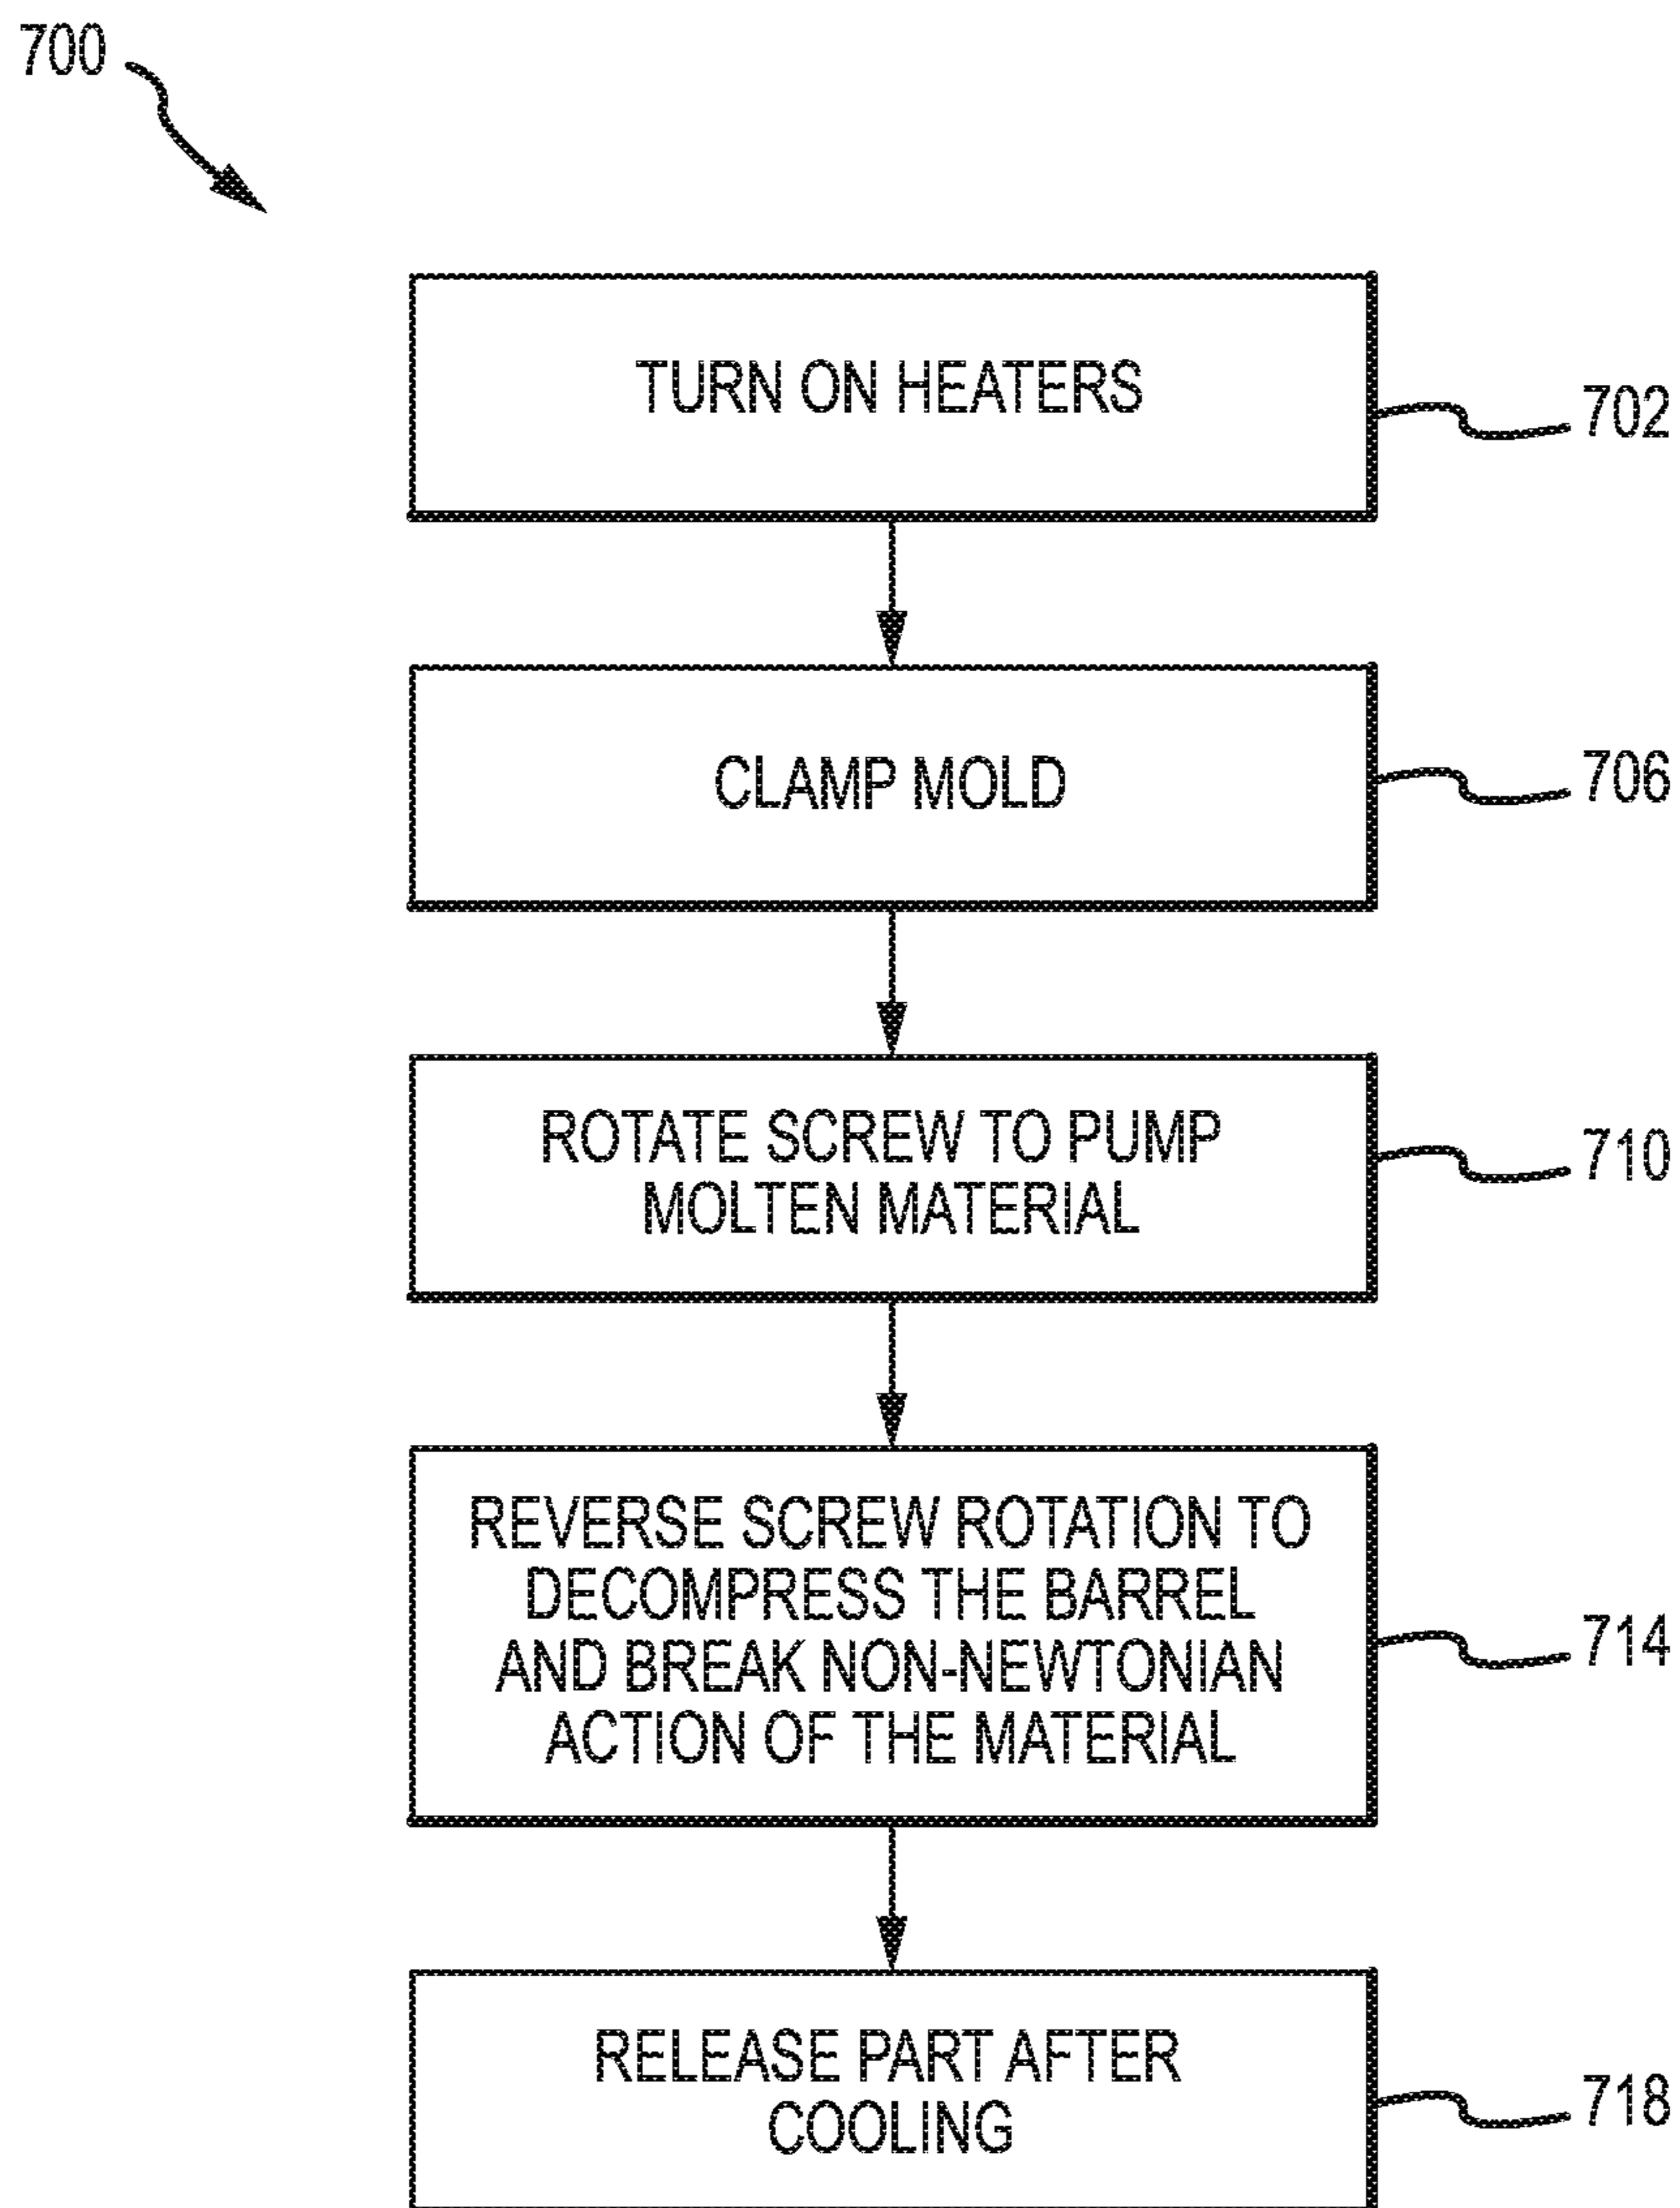 700
TURN ON HEATERS
702
CLAMP MOLD
706
ROTATE SCREW TO PUMP
MOLTEN MATERIAL
710
REVERSE SCREW ROTATION TO
DECOMPRESS THE BARREL
AND BREAK NON-NEWTONIAN
ACTION OF THE MATERIAL
714
RELEASE PART AFTER
COOLING
718